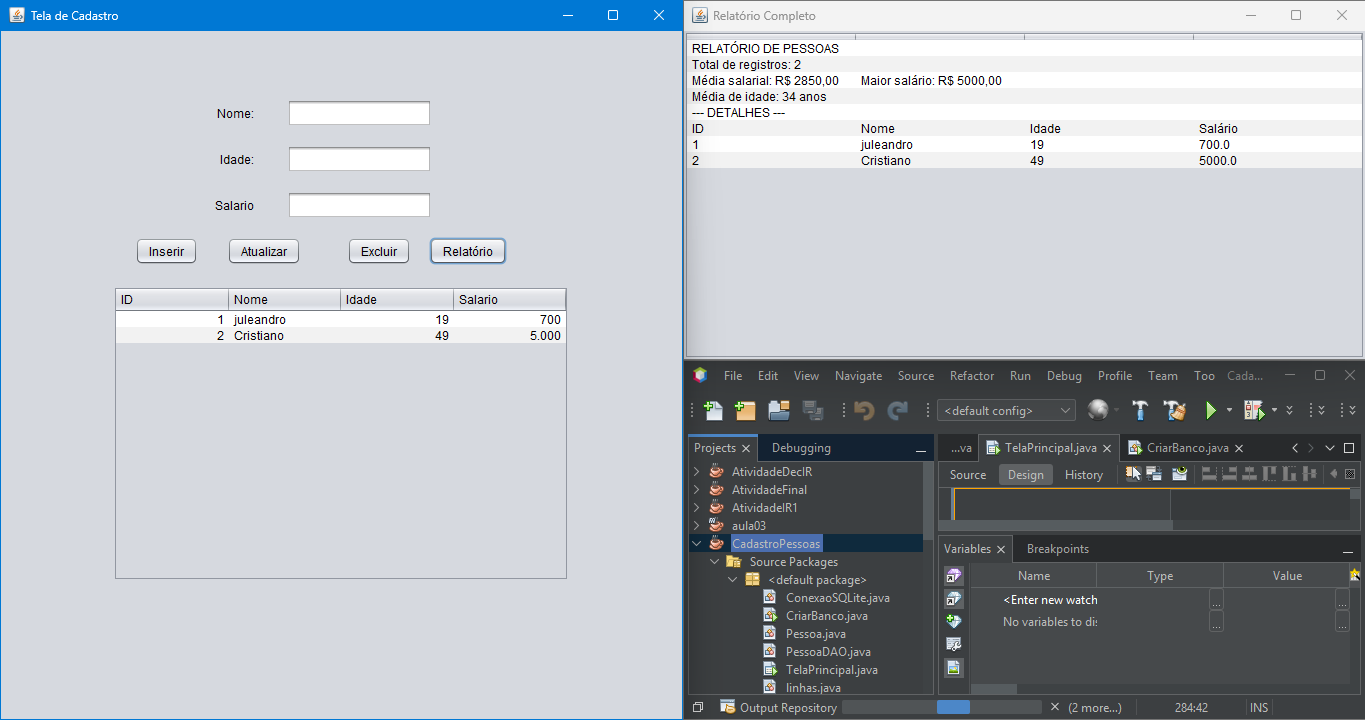 Tela de Cadastro
Nome:
Idade:
Salario
Inserir Atualizar Excluir Relatório
ID Nome Idade Salario
1 juleandro 19 700
2 Cristiano 49 5.000
Relatório Completo
RELATÓRIO DE PESSOAS
Total de registros: 2
Média salarial: R$ 2850,00 Maior salário: R$ 5000,00
Média de idade: 34 anos
--- DETALHES ---
ID Nome Idade Salário
1 juleandro 19 700.0
2 Cristiano 49 5000.0
File Edit View Navigate Source Refactor Run Debug Profile Team Too Cada...
<default config>
Projects Debugging
AtividadeDecIR
AtividadeFinal
AtividadeIR1
aula03
CadastroPessoas
Source Packages
<default package>
ConexaoSQLite.java
CriarBanco.java
Pessoa.java
PessoaDAO.java
TelaPrincipal.java
linhas.java
...va TelaPrincipal.java CriarBanco.java
Source Design History
Variables Breakpoints
Name Type Value
<Enter new watch ... ...
No variables to dis ... ...
Output Repository (2 more...) 284:42 INS